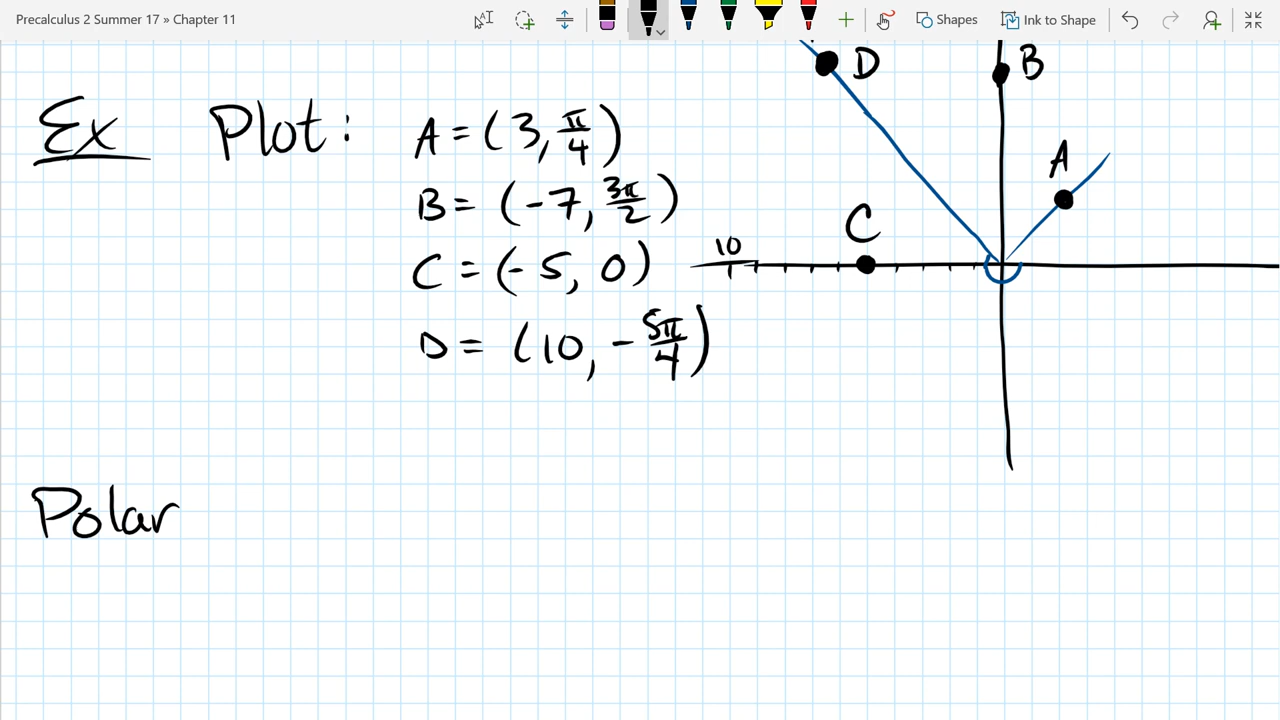 Precalculus 2 Summer 17 » Chapter 11
Shapes
Ink to Shape
D
B
Ex Plot: A = (3, π/4)
A
B = (-7, 3π/2)
C
C = (-5, 0)
10
D = (10, -5π/4)
Polar